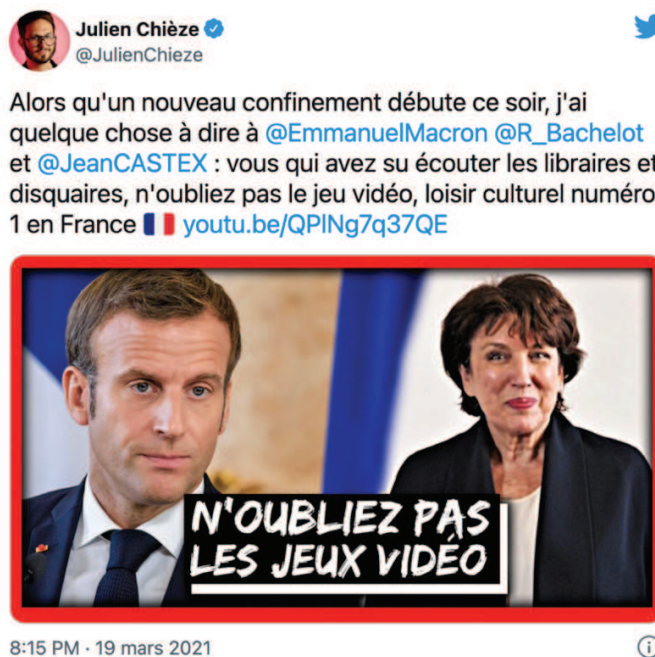 Julien Chièze
@JulienChieze
Alors qu'un nouveau confinement débute ce soir, j'ai
quelque chose à dire à @EmmanuelMacron @R_Bachelot
et @JeanCASTEX : vous qui avez su écouter les libraires et
disquaires, n'oubliez pas le jeu vidéo, loisir culturel numéro
1 en France 🇫🇷 youtu.be/QPlNg7q37QE
N'OUBLIEZ PAS
LES JEUX VIDÉO
8:15 PM · 19 mars 2021